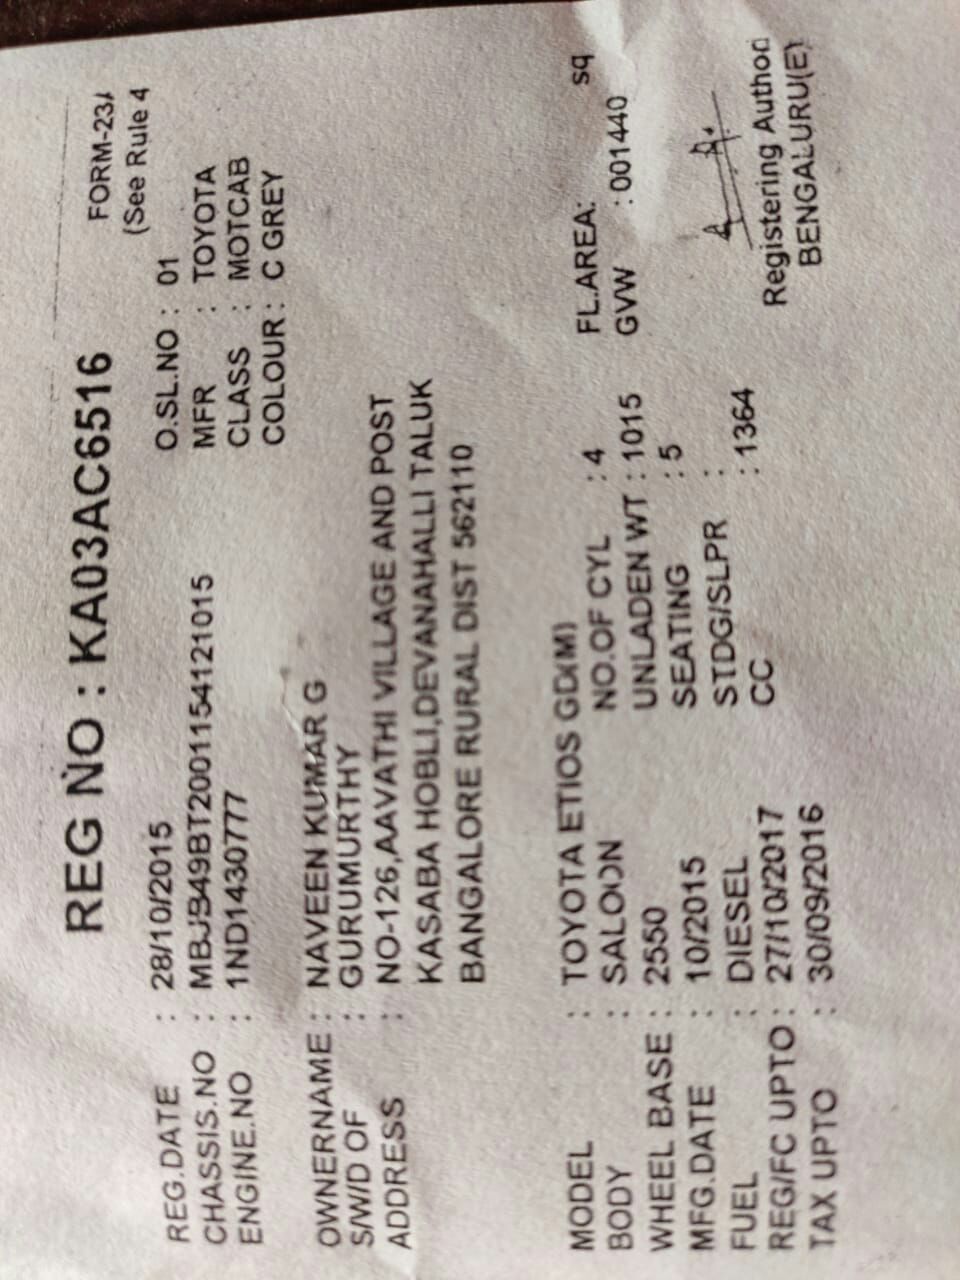 FORM-23A
REG NO : KA03AC6516 (See Rule 4
REG.DATE : 28/10/2015 O.SL.NO : 01
CHASSIS.NO : MBJB49BT2001154121015 MFR : TOYOTA
ENGINE.NO : 1ND1430777 CLASS : MOTCAB
COLOUR : C GREY
OWNERNAME : NAVEEN KUMAR G
S/W/D OF : GURUMURTHY
ADDRESS : NO-126,AAVATHI VILLAGE AND POST
KASABA HOBLI,DEVANAHALLI TALUK
BANGALORE RURAL DIST 562110
MODEL : TOYOTA ETIOS GD(M)
BODY : SALOON NO.OF CYL : 4 FL.AREA: sq
WHEEL BASE : 2550 UNLADEN WT : 1015 GVW : 001440
MFG.DATE : 10/2015 SEATING : 5
FUEL : DIESEL STDG/SLPR :
REG/FC UPTO : 27/10/2017 CC : 1364
TAX UPTO : 30/09/2016
Registering Author
BENGALURU(E)